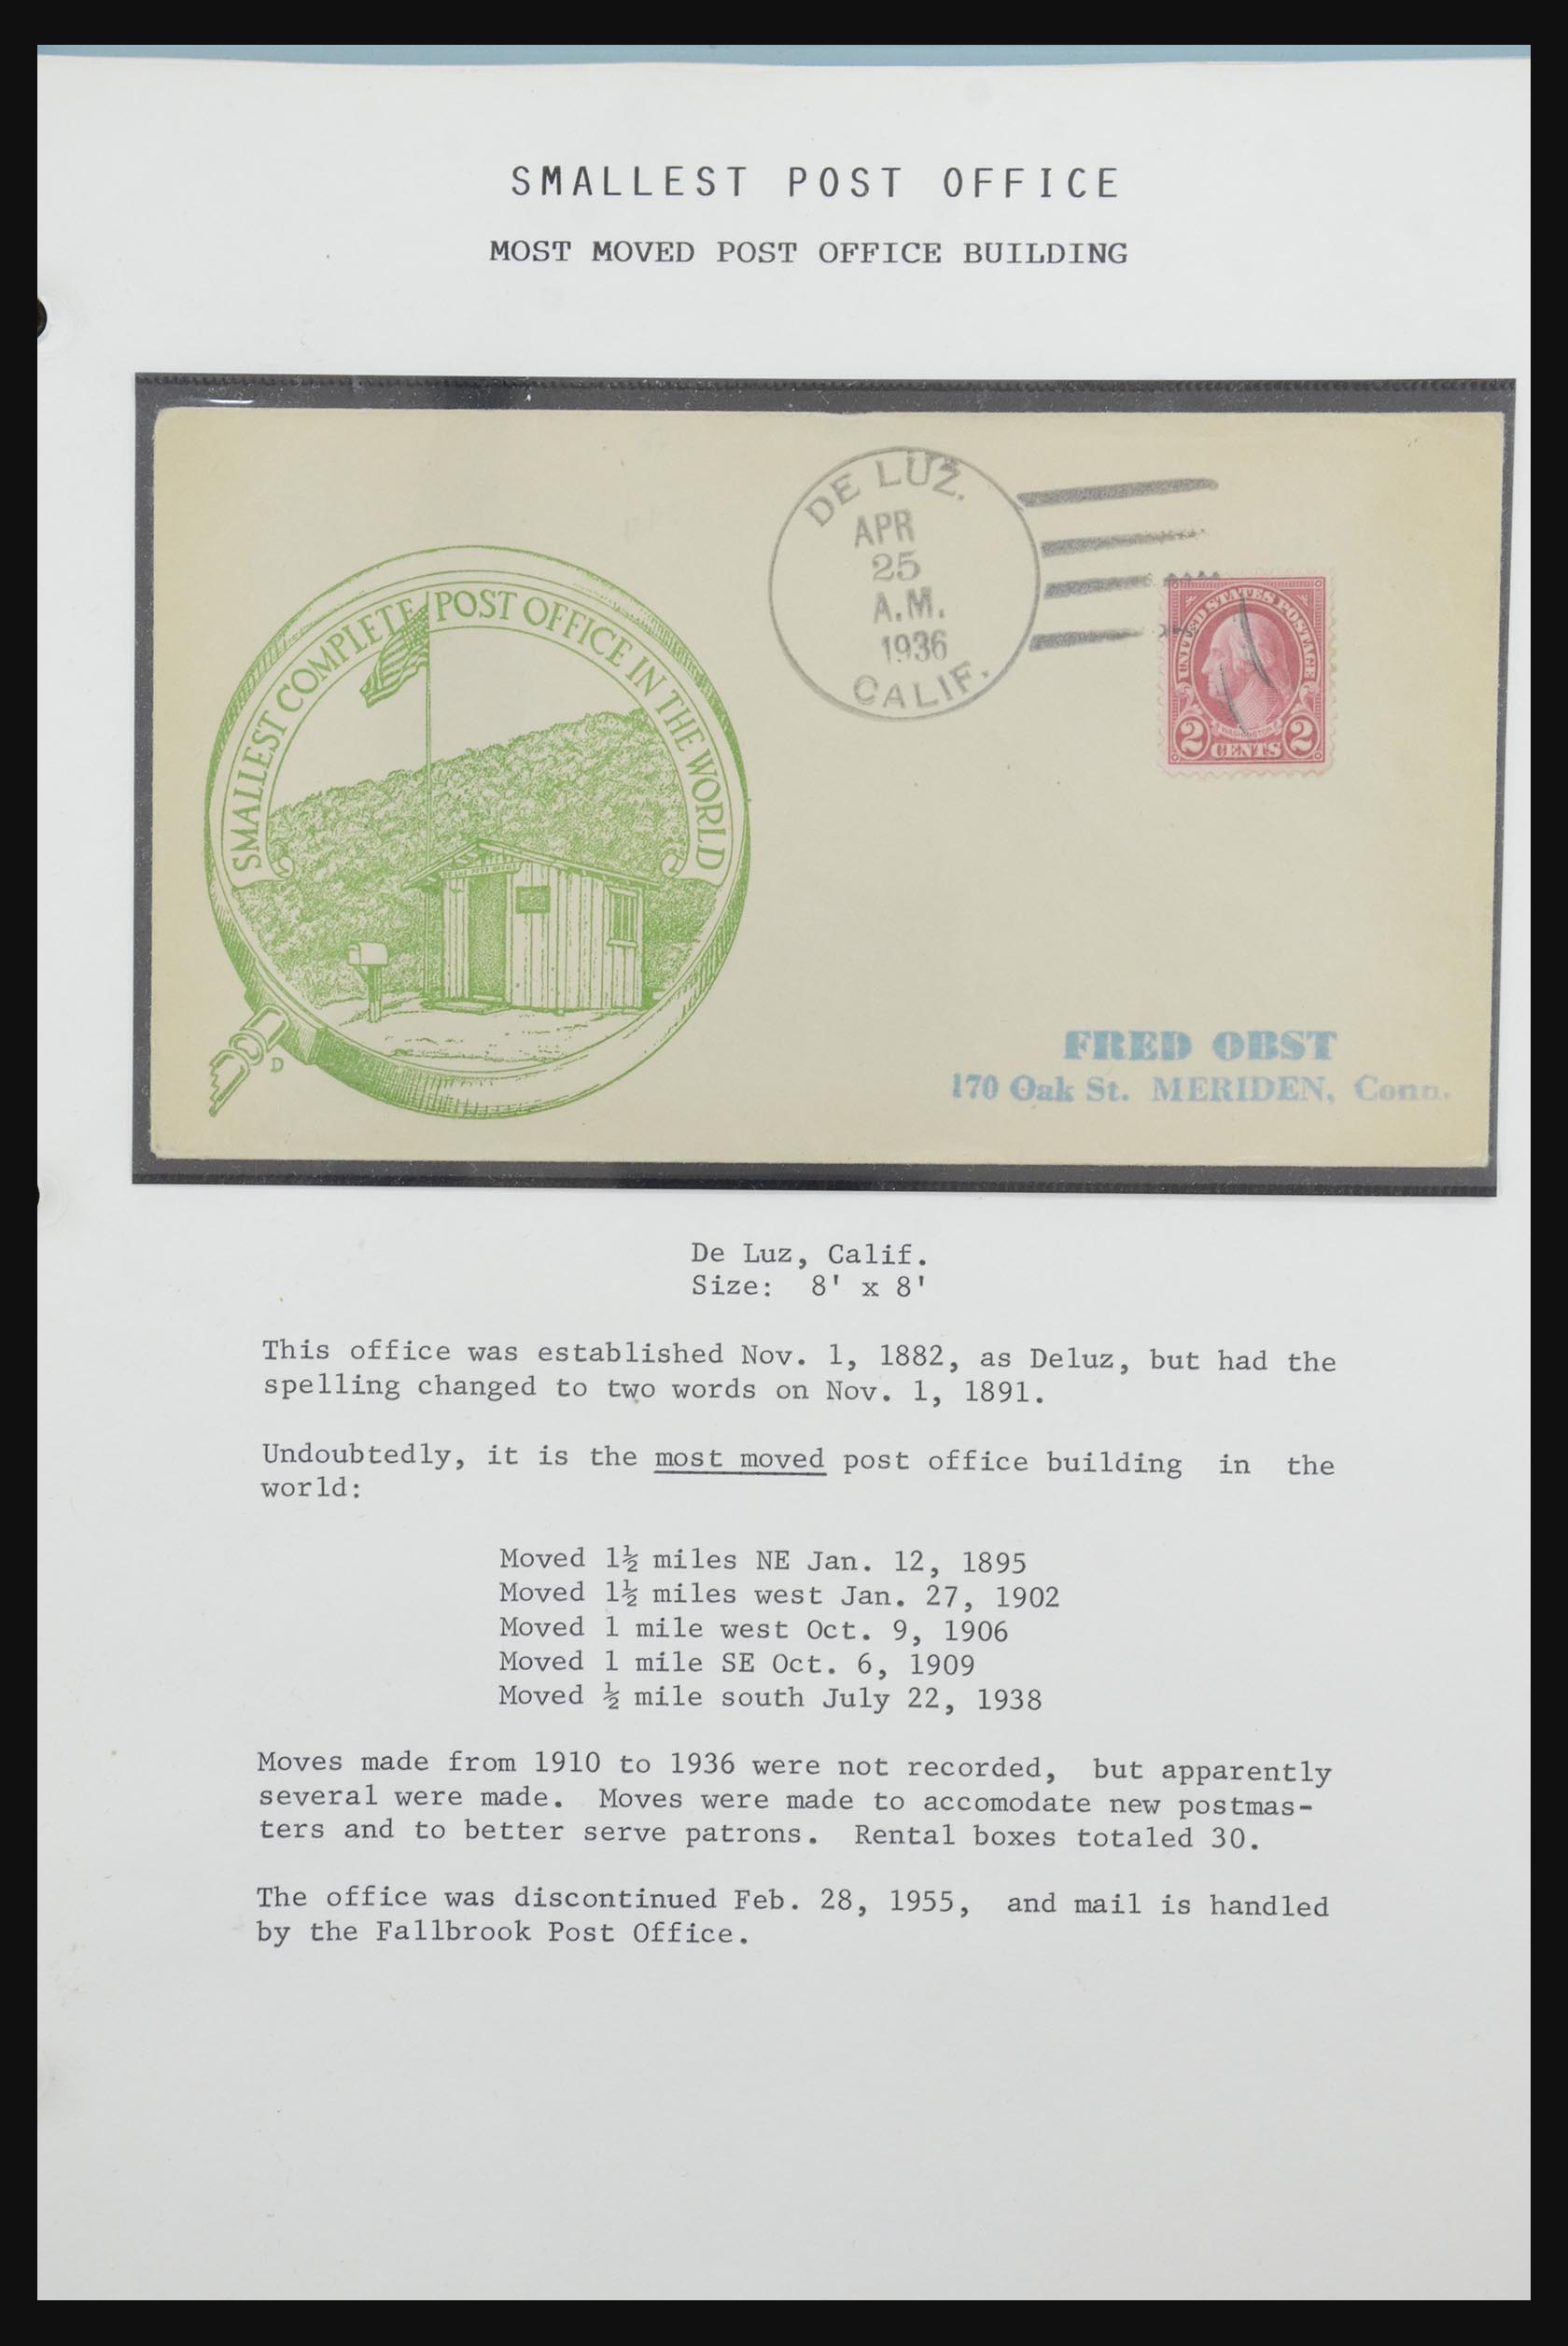 SMALLEST POST OFFICE
MOST MOVED POST OFFICE BUILDING
DE LUZ.
APR
25
A.M.
1936
CALIF.
SMALLEST COMPLETE POST OFFICE IN THE WORLD
UNITED STATES POSTAGE
WASHINGTON
2 CENTS 2
D
FRED OBST
170 Oak St. MERIDEN, Conn.
De Luz, Calif.
Size: 8' x 8'
This office was established Nov. 1, 1882, as Deluz, but had the
spelling changed to two words on Nov. 1, 1891.
Undoubtedly, it is the most moved post office building in the
world:
Moved 1½ miles NE Jan. 12, 1895
Moved 1½ miles west Jan. 27, 1902
Moved 1 mile west Oct. 9, 1906
Moved 1 mile SE Oct. 6, 1909
Moved ½ mile south July 22, 1938
Moves made from 1910 to 1936 were not recorded, but apparently
several were made. Moves were made to accomodate new postmas-
ters and to better serve patrons. Rental boxes totaled 30.
The office was discontinued Feb. 28, 1955, and mail is handled
by the Fallbrook Post Office.